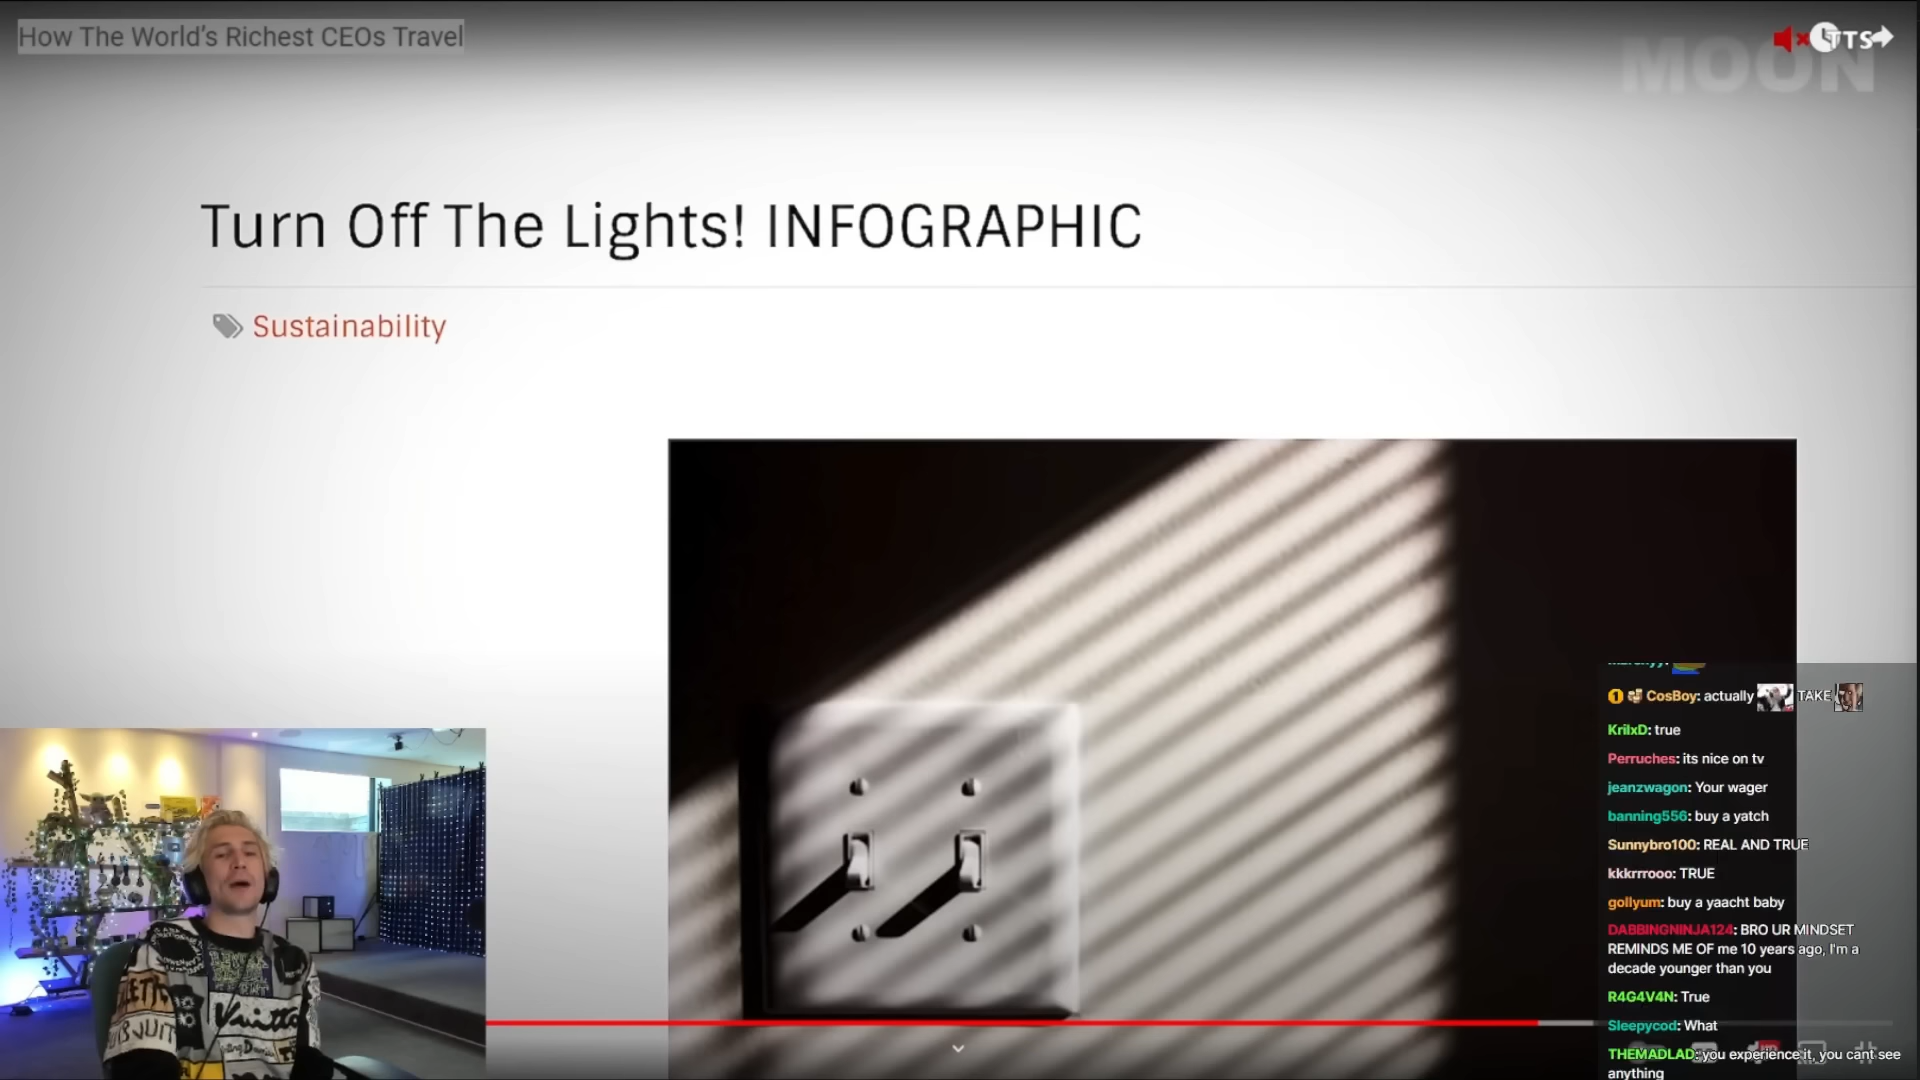 How The World's Richest CEOs Travel
TTS
MOON
Turn Off The Lights! INFOGRAPHIC
Sustainability
1 CosBoy: actually TAKE
KrilxD: true
Perruches: its nice on tv
jeanzwagon: Your wager
banning556: buy a yatch
Sunnybro100: REAL AND TRUE
kkkrrrooo: TRUE
gollyum: buy a yaacht baby
DABBINGNINJA124: BRO UR MINDSET
REMINDS ME OF me 10 years ago, I'm a
decade younger than you
R4G4V4N: True
Sleepycod: What
THEMADLAD: you experience it, you cant see
anything